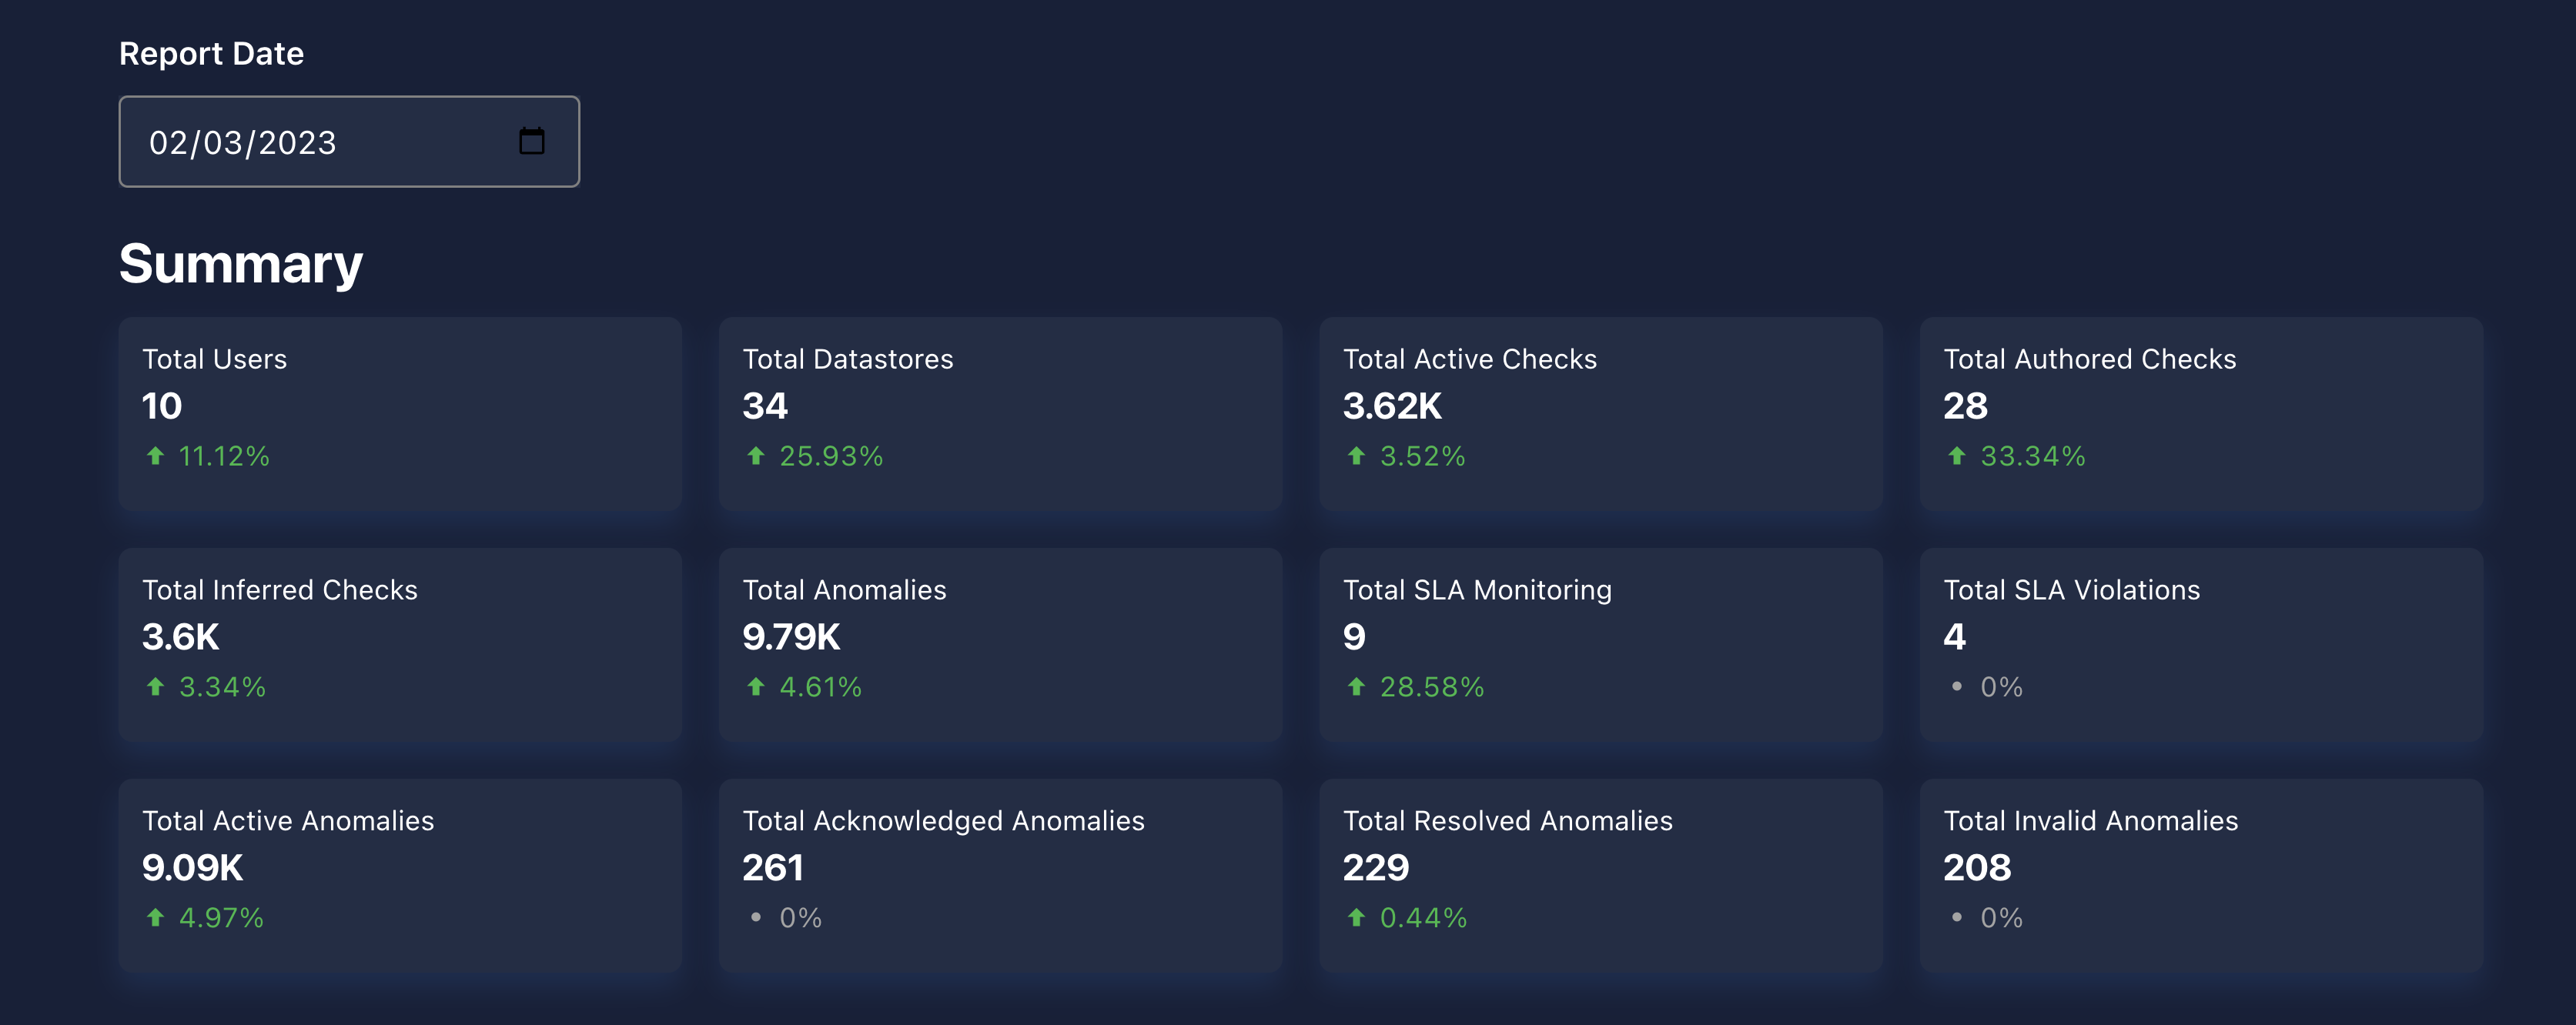 Report Date
02/03/2023
Summary
Total Users
10
11.12%
Total Datastores
34
25.93%
Total Active Checks
3.62K
3.52%
Total Authored Checks
28
33.34%
Total Inferred Checks
3.6K
3.34%
Total Anomalies
9.79K
4.61%
Total SLA Monitoring
9
28.58%
Total SLA Violations
4
0%
Total Active Anomalies
9.09K
4.97%
Total Acknowledged Anomalies
261
0%
Total Resolved Anomalies
229
0.44%
Total Invalid Anomalies
208
0%